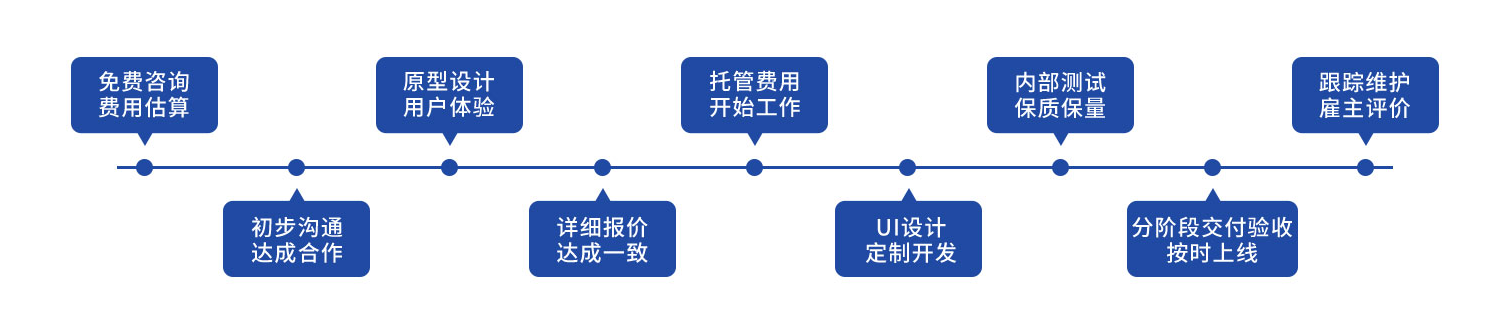 免费咨询
费用估算
初步沟通
达成合作
原型设计
用户体验
详细报价
达成一致
托管费用
开始工作
UI设计
定制开发
内部测试
保质保量
分阶段交付验收
按时上线
跟踪维护
雇主评价